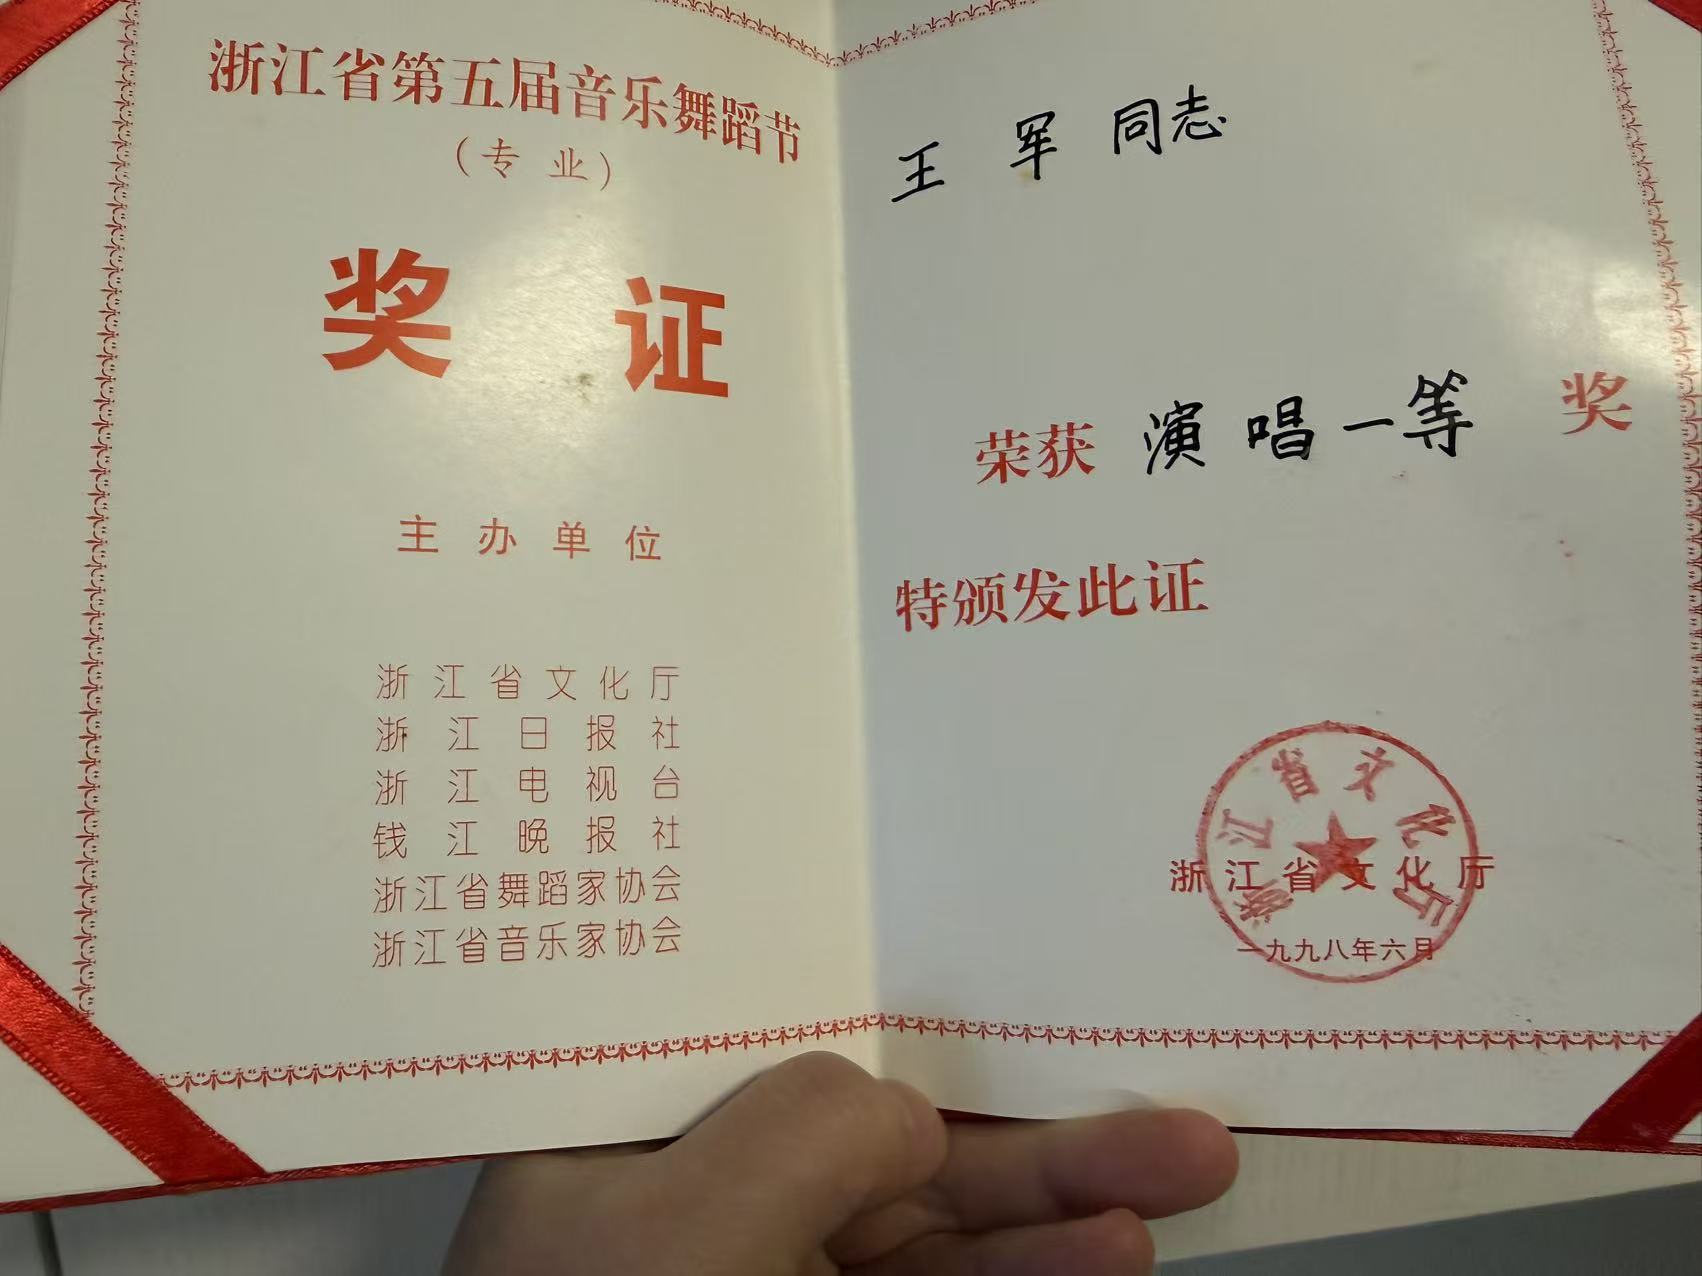 浙江省第五届音乐舞蹈节
（专业）
奖 证
主办单位
浙江省文化厅
浙江日报社
浙江电视台
钱江晚报社
浙江省舞蹈家协会
浙江省音乐家协会
王 军 同志
荣获 演唱一等 奖
特颁发此证
浙江省文化厅
浙江省文化厅
一九九八年六月